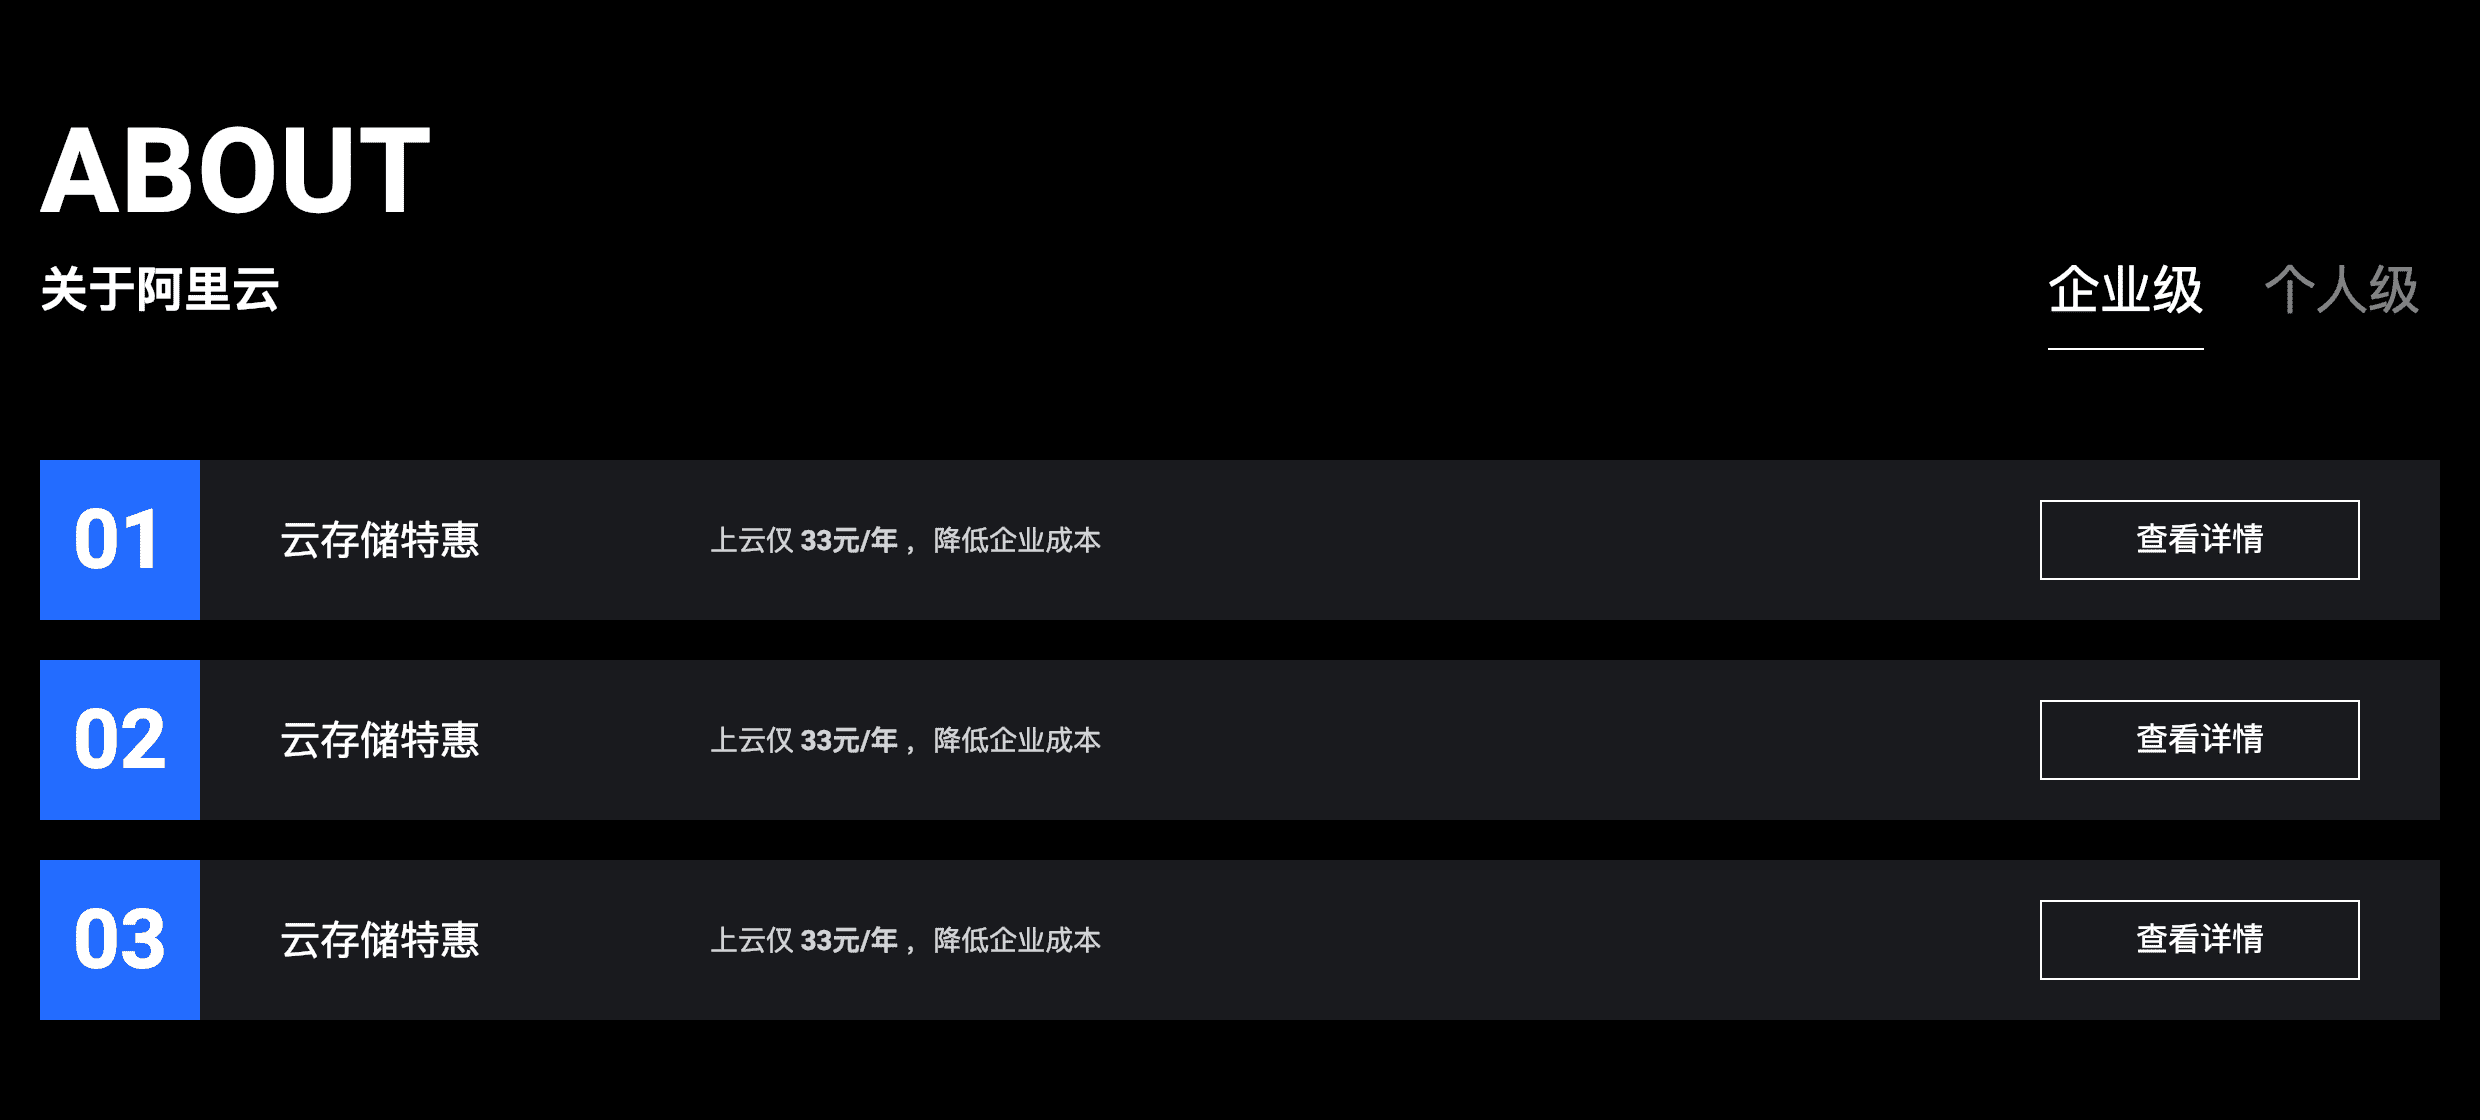 ABOUT
关于阿里云
企业级 个人级
01 云存储特惠 上云仅 33元/年， 降低企业成本 查看详情
02 云存储特惠 上云仅 33元/年， 降低企业成本 查看详情
03 云存储特惠 上云仅 33元/年， 降低企业成本 查看详情